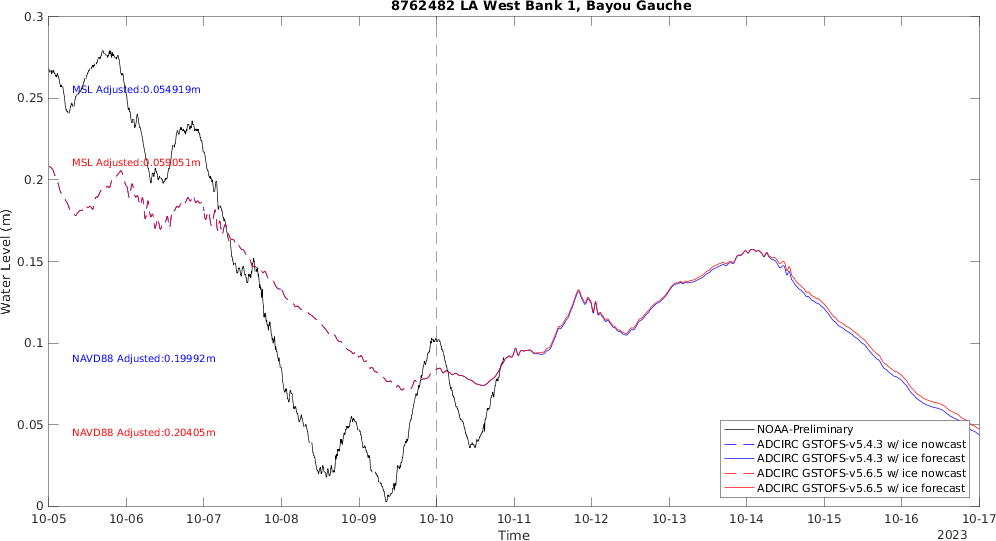 8762482 LA West Bank 1, Bayou Gauche
0.3
0.25
0.2
0.15
0.1
0.05
0
Water Level (m)
MSL Adjusted:0.054919m
MSL Adjusted:0.059051m
NAVD88 Adjusted:0.19992m
NAVD88 Adjusted:0.20405m
NOAA-Preliminary
ADCIRC GSTOFS-v5.4.3 w/ ice nowcast
ADCIRC GSTOFS-v5.4.3 w/ ice forecast
ADCIRC GSTOFS-v5.6.5 w/ ice nowcast
ADCIRC GSTOFS-v5.6.5 w/ ice forecast
10-05 10-06 10-07 10-08 10-09 10-10 10-11 10-12 10-13 10-14 10-15 10-16 10-17
Time
2023